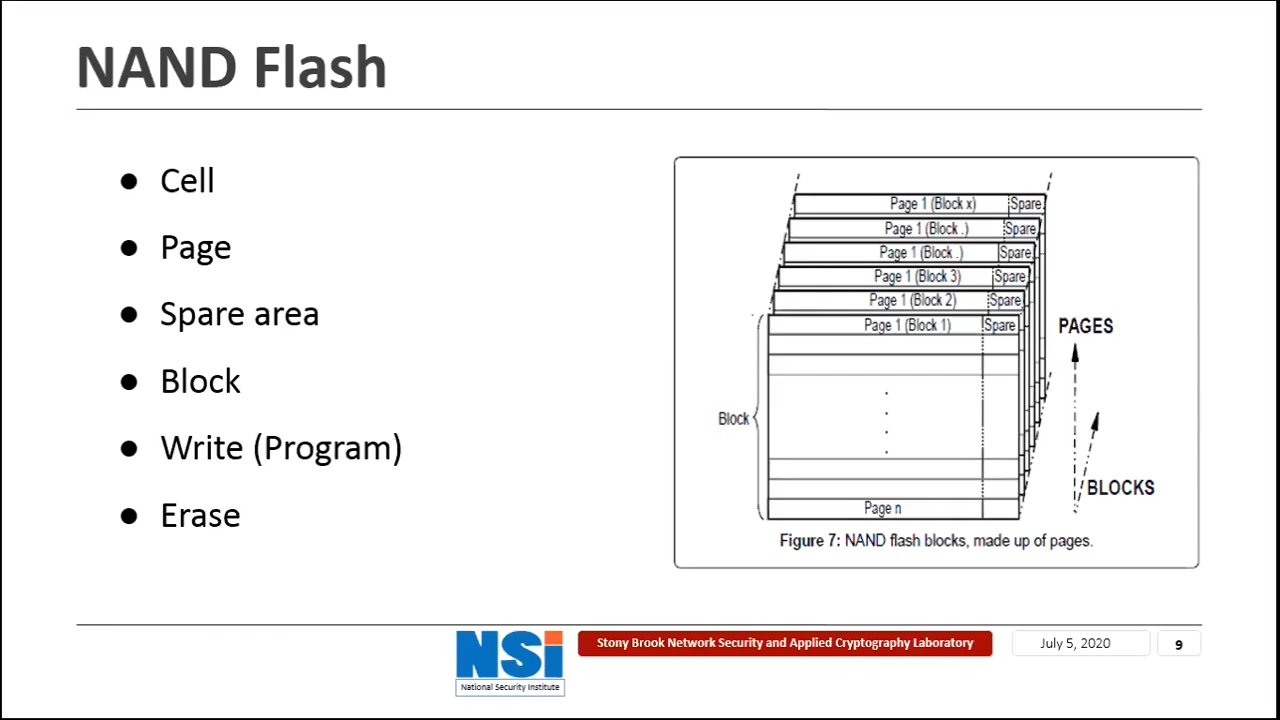 NAND Flash
● Cell
● Page
● Spare area
● Block
● Write (Program)
● Erase
Page 1 (Block x) Spare
Page 1 (Block .) Spare
Page 1 (Block .) Spare
Page 1 (Block 3) Spare
Page 1 (Block 2) Spare
Page 1 (Block 1) Spare
PAGES
Block
BLOCKS
Page n
Figure 7: NAND flash blocks, made up of pages.
NSi
National Security Institute
Stony Brook Network Security and Applied Cryptography Laboratory
July 5, 2020
9